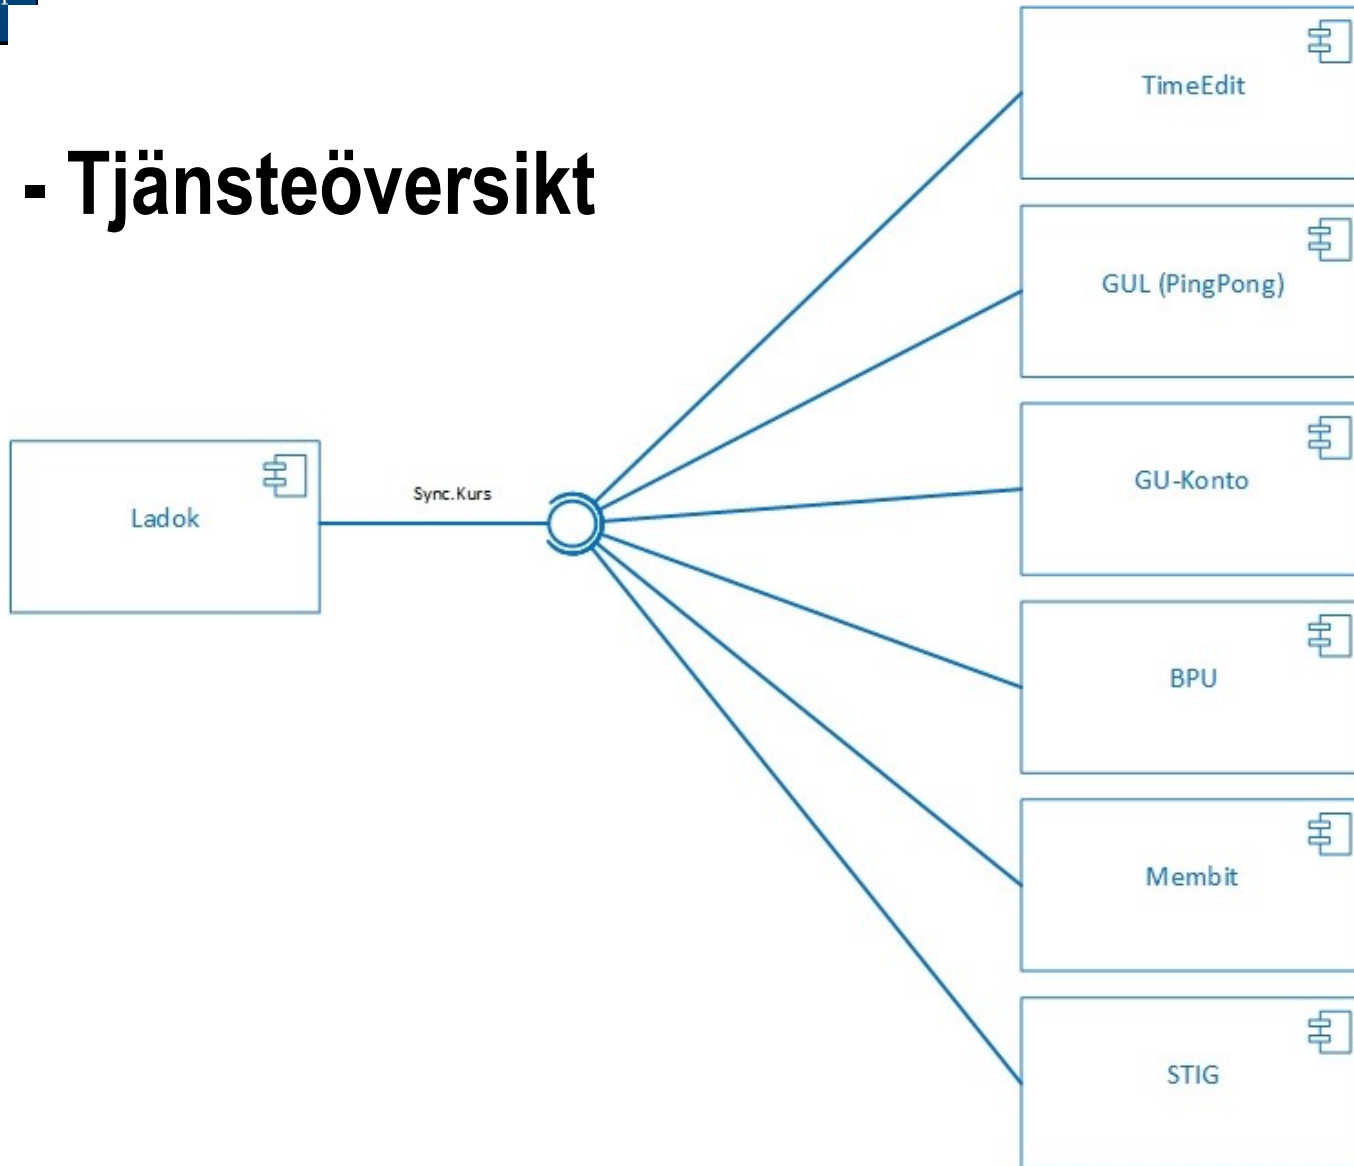 - Tjänsteöversikt
TimeEdit
GUL (PingPong)
GU-Konto
Ladok
Sync.Kurs
BPU
Membit
STIG